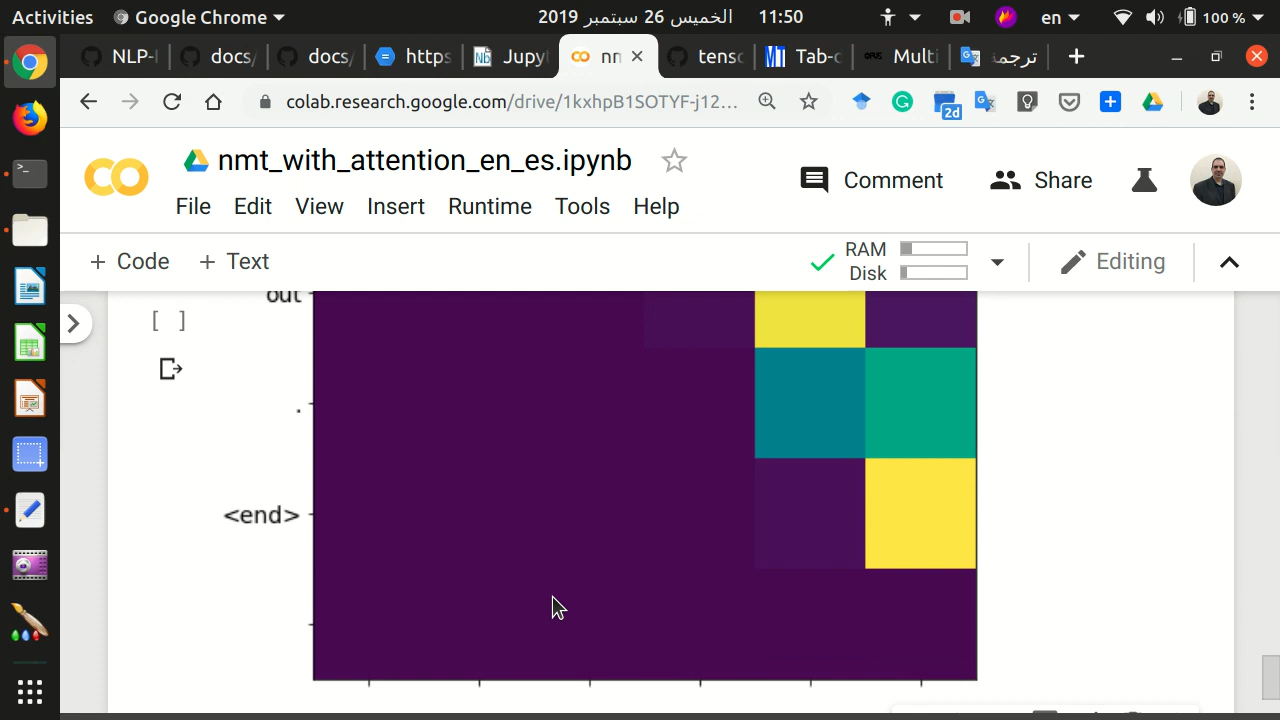 Activities Google Chrome الخميس 26 سبتمبر 2019 11:50 en 100 %
NLP- docs/ docs/ https Jupy nn tens Tab-c Multi ترجمة
colab.research.google.com/drive/1kxhpB1SOTYF-j12... 2d
nmt_with_attention_en_es.ipynb
Comment Share
File Edit View Insert Runtime Tools Help
+ Code + Text RAM Disk Editing
out
[ ]
.
<end>